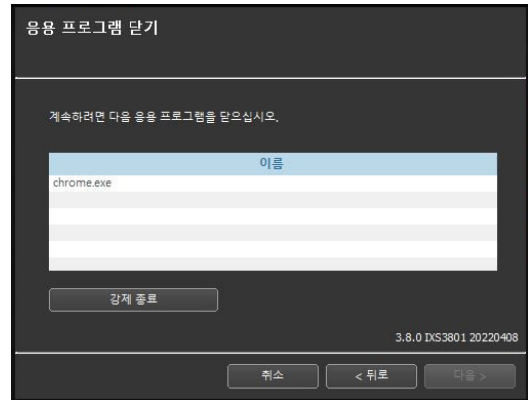 응용 프로그램 닫기
계속하려면 다음 응용 프로그램을 닫으십시오.
이름
chrome.exe
강제 종료
3.8.0 IXS3801 20220408
취소
< 뒤로
다음 >